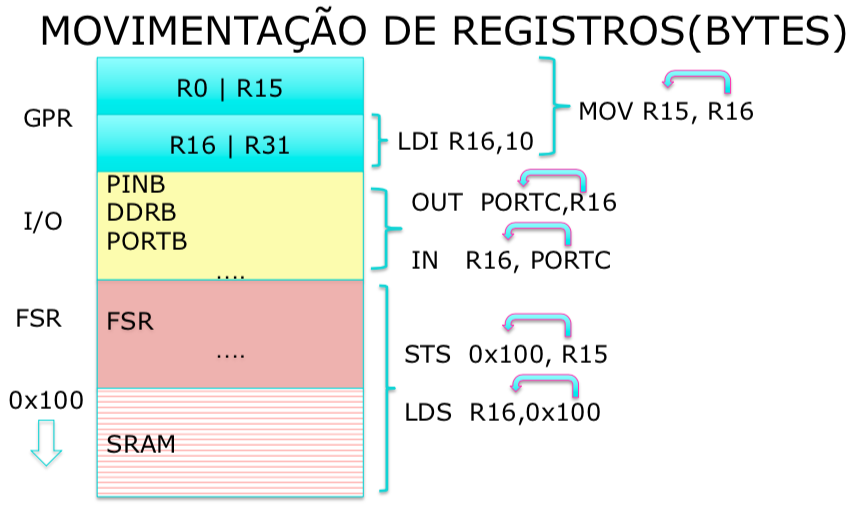 MOVIMENTAÇÃO DE REGISTROS(BYTES)
R0 | R15
GPR
MOV R15, R16
R16 | R31
LDI R16,10
PINB
DDRB
PORTB
....
I/O
OUT PORTC,R16
IN R16, PORTC
FSR
FSR
....
STS 0x100, R15
0x100
LDS R16,0x100
SRAM